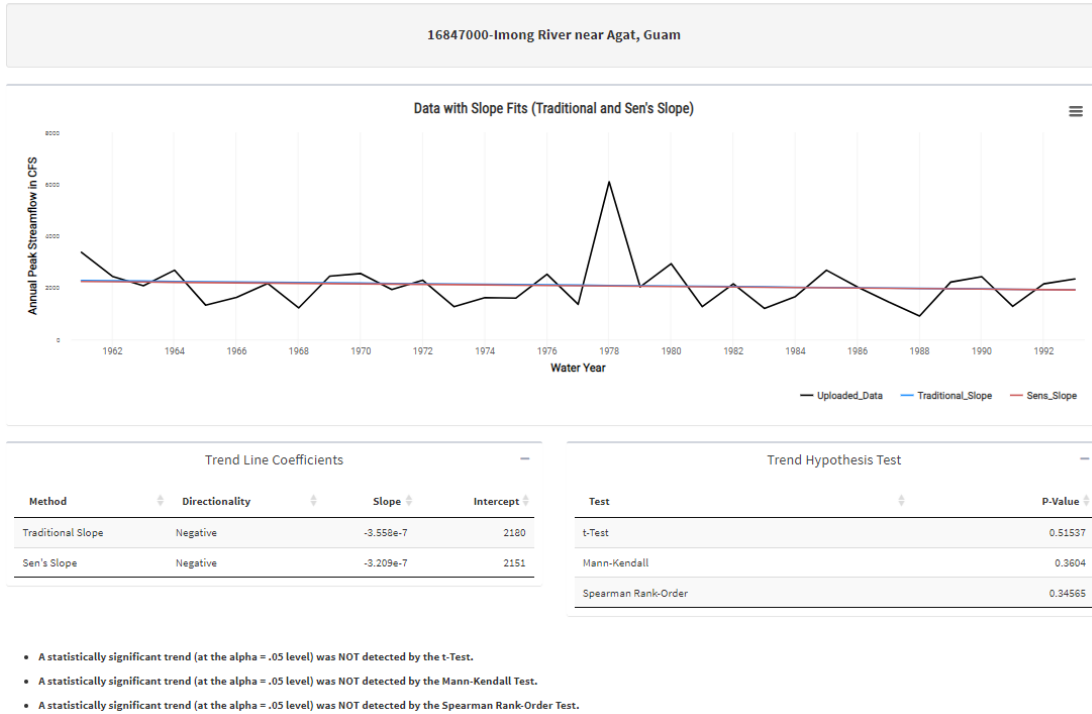 16847000-Imong River near Agat, Guam
Data with Slope Fits (Traditional and Sen's Slope)
Annual Peak Streamflow in CFS
8000
6000
4000
2000
0
1962 1964 1966 1968 1970 1972 1974 1976 1978 1980 1982 1984 1986 1988 1990 1992
Water Year
Uploaded_Data Traditional_Slope Sens_Slope
Trend Line Coefficients
Method Directionality Slope Intercept
Traditional Slope Negative -3.558e-7 2180
Sen's Slope Negative -3.209e-7 2151
Trend Hypothesis Test
Test P-Value
t-Test 0.51537
Mann-Kendall 0.3604
Spearman Rank-Order 0.34565
• A statistically significant trend (at the alpha = .05 level) was NOT detected by the t-Test.
• A statistically significant trend (at the alpha = .05 level) was NOT detected by the Mann-Kendall Test.
• A statistically significant trend (at the alpha = .05 level) was NOT detected by the Spearman Rank-Order Test.